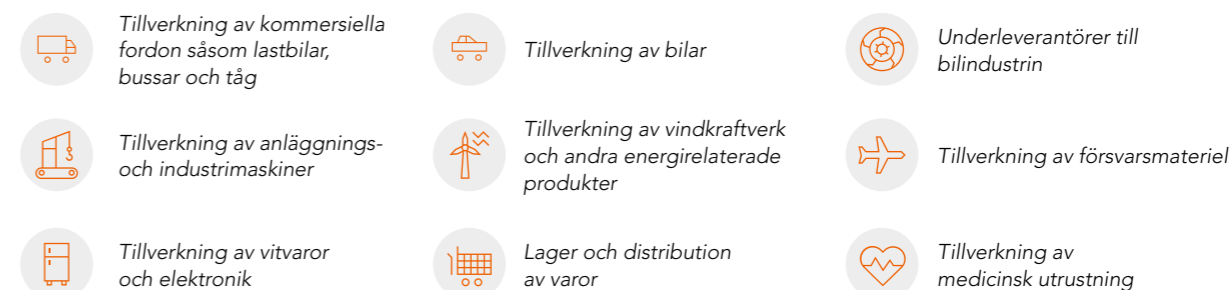 Tillverkning av kommersiella
fordon såsom lastbilar,
bussar och tåg
Tillverkning av bilar
Underleverantörer till
bilindustrin
Tillverkning av anläggnings-
och industrimaskiner
Tillverkning av vindkraftverk
och andra energirelaterade
produkter
Tillverkning av försvarsmateriel
Tillverkning av vitvaror
och elektronik
Lager och distribution
av varor
Tillverkning av
medicinsk utrustning